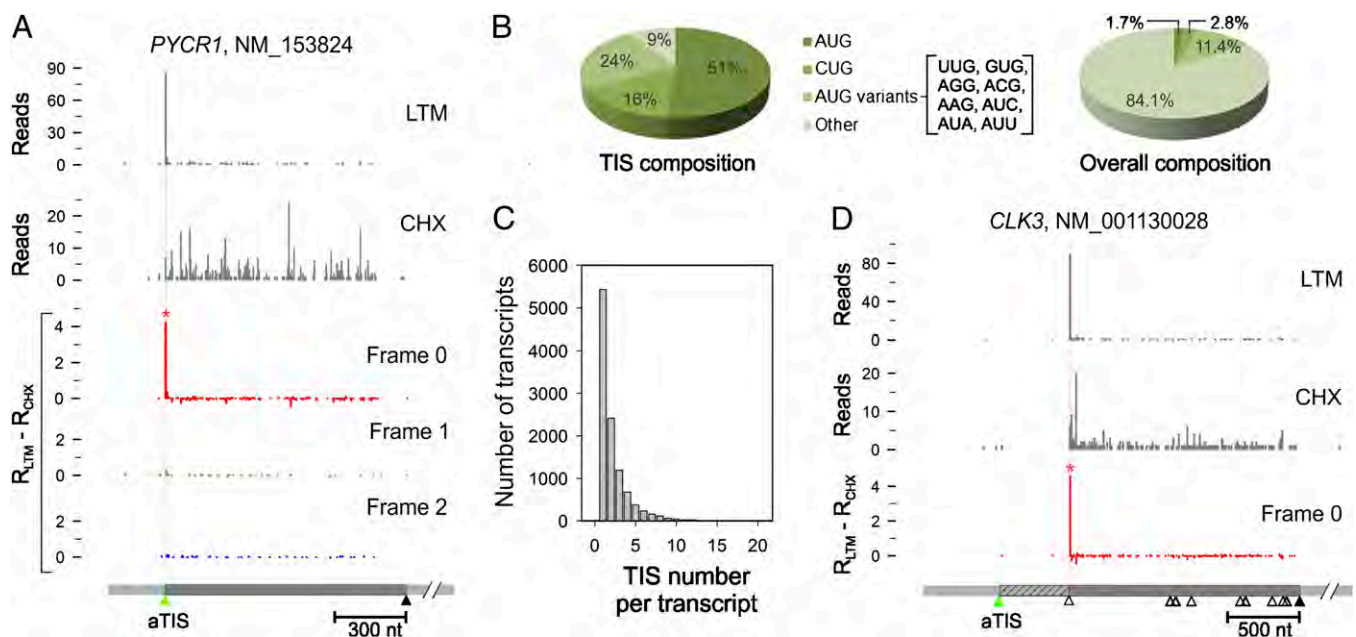 A
PYCR1, NM_153824
90
60
30
0
Reads
LTM
20
10
0
Reads
CHX
R_LTM - R_CHX
*
4
2
0
Frame 0
Frame 1
2
0
Frame 2
2
0
aTIS
300 nt
B
9%
24%
51%
16%
TIS composition
AUG
CUG
AUG variants
Other
UUG, GUG,
AGG, ACG,
AAG, AUC,
AUA, AUU
1.7%
2.8%
11.4%
84.1%
Overall composition
C
Number of transcripts
6000
5000
4000
3000
2000
1000
0
0 5 10 15 20
TIS number
per transcript
D
CLK3, NM_001130028
80
40
0
Reads
LTM
20
10
0
Reads
CHX
R_LTM - R_CHX
*
4
2
0
Frame 0
aTIS
500 nt